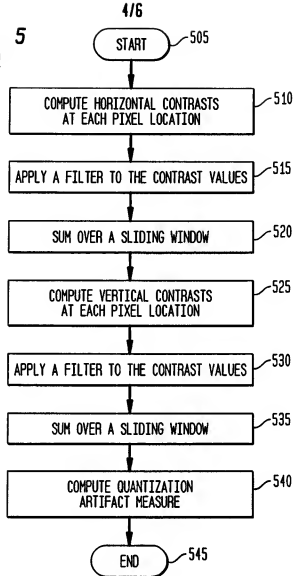 4/6
5
START
505
COMPUTE HORIZONTAL CONTRASTS
AT EACH PIXEL LOCATION
510
APPLY A FILTER TO THE CONTRAST VALUES
515
SUM OVER A SLIDING WINDOW
520
COMPUTE VERTICAL CONTRASTS
AT EACH PIXEL LOCATION
525
APPLY A FILTER TO THE CONTRAST VALUES
530
SUM OVER A SLIDING WINDOW
535
COMPUTE QUANTIZATION
ARTIFACT MEASURE
540
END
545